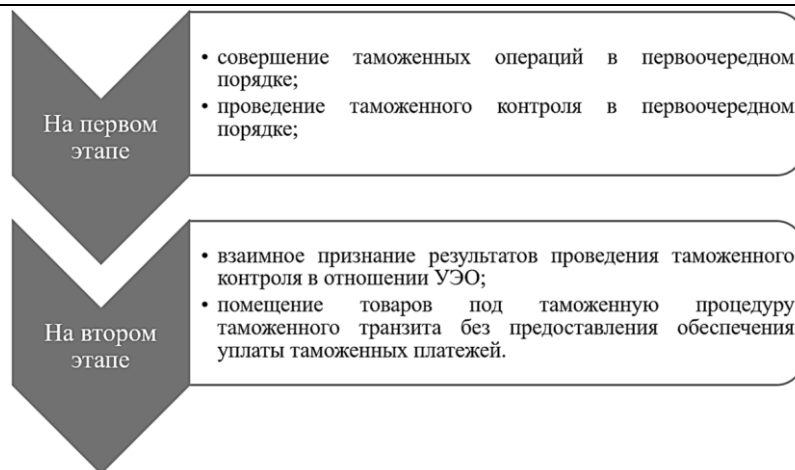 На первом
этапе
• совершение таможенных операций в первоочередном
порядке;
• проведение таможенного контроля в первоочередном
порядке;
На втором
этапе
• взаимное признание результатов проведения таможенного
контроля в отношении УЭО;
• помещение товаров под таможенную процедуру
таможенного транзита без предоставления обеспечения
уплаты таможенных платежей.